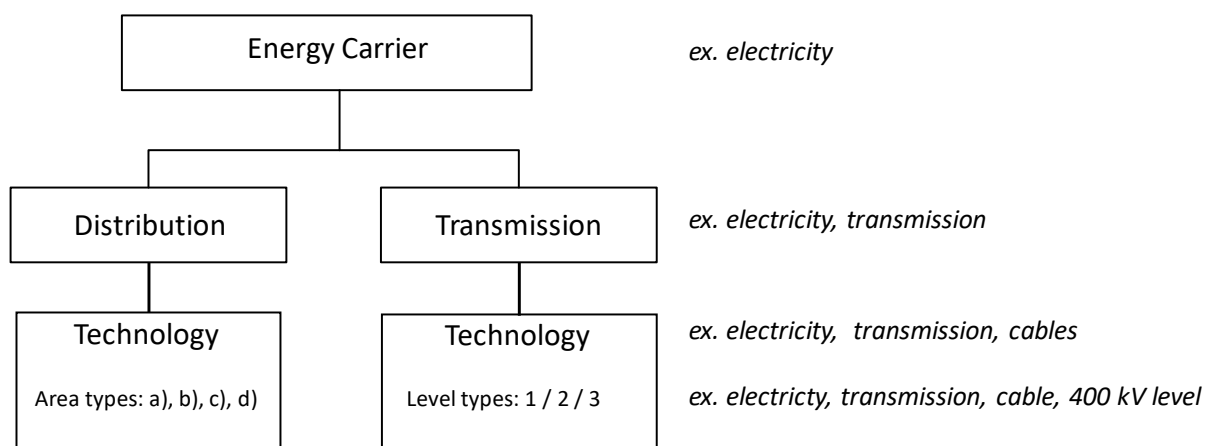 Energy Carrier
ex. electricity
Distribution
Transmission
ex. electricity, transmission
Technology
Technology
ex. electricity, transmission, cables
Area types: a), b), c), d)
Level types: 1 / 2 / 3
ex. electricty, transmission, cable, 400 kV level